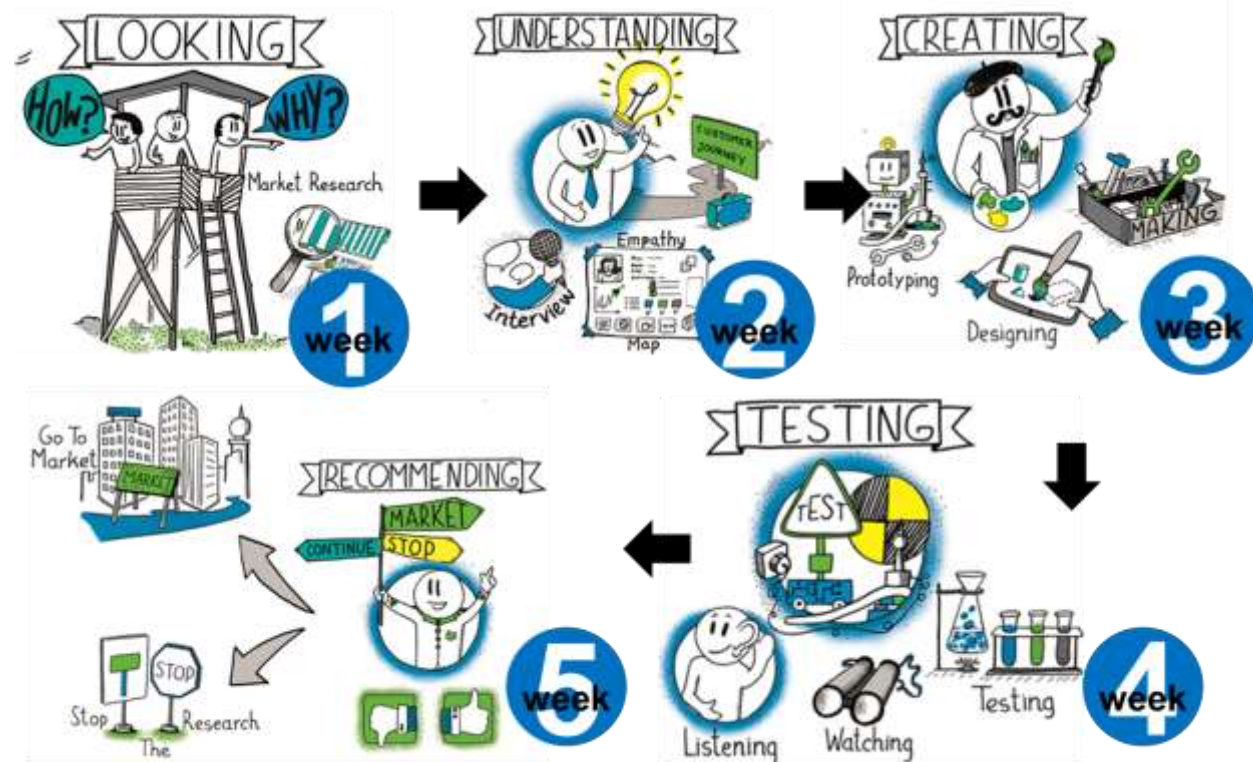 LOOKING
HOW?
WHY?
Market Research
1
week
UNDERSTANDING
CUSTOMER
JOURNEY
Interview
Empathy
Map
2
week
CREATING
Prototyping
MAKING
Designing
3
week
TESTING
TEST
Listening
Watching
Testing
4
week
RECOMMENDING
MARKET
CONTINUE
STOP
5
week
Go To
Market
MARKET
STOP
Stop
Research
The